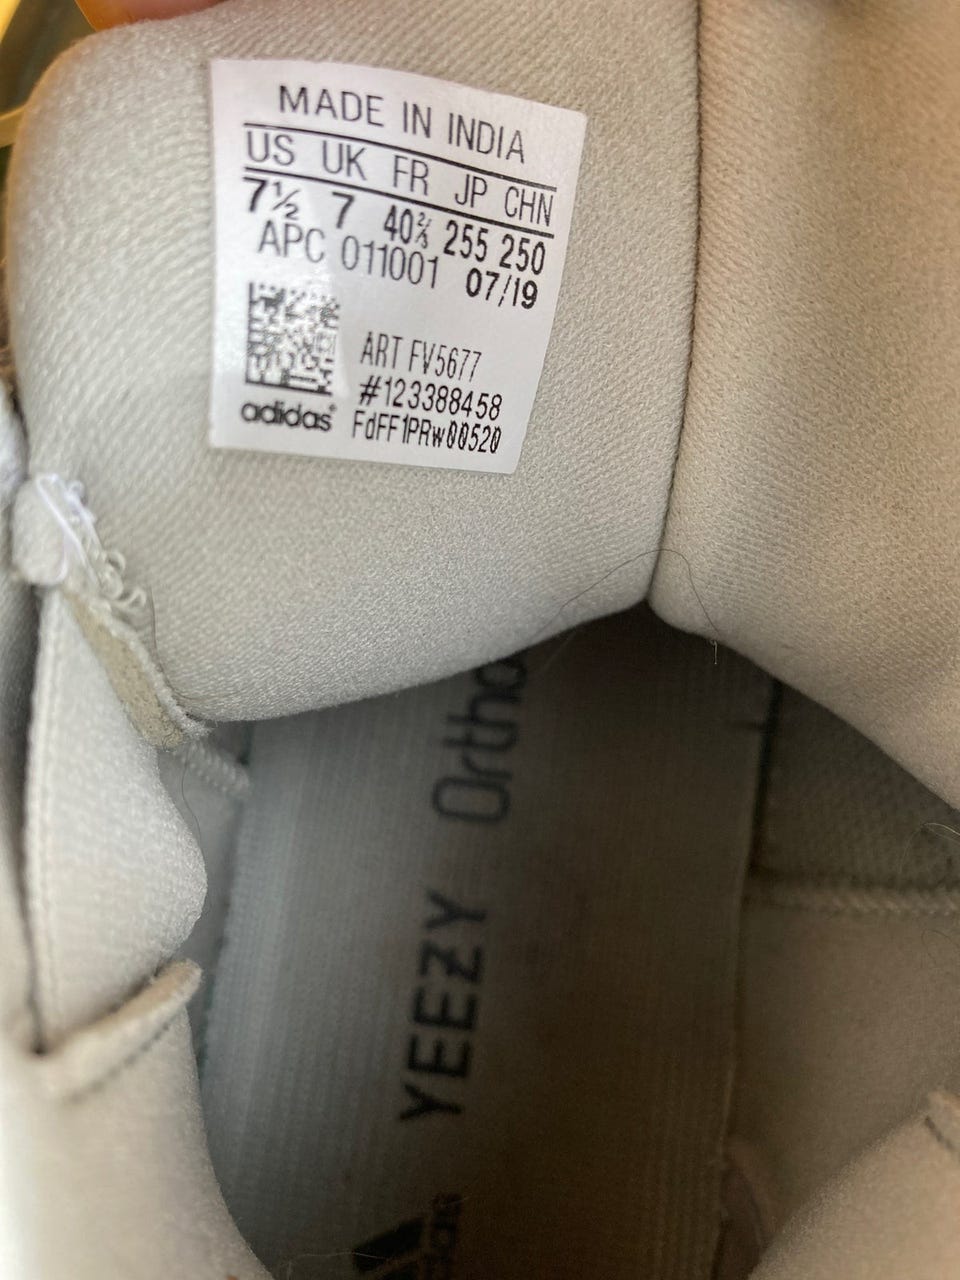 MADE IN INDIA
US UK FR JP CHN
7½ 7 40⅔ 255 250
APC 011001 07/19
ART FV5677
#123388458
adidas® FdFF1PRw00520
YEEZY Ortho